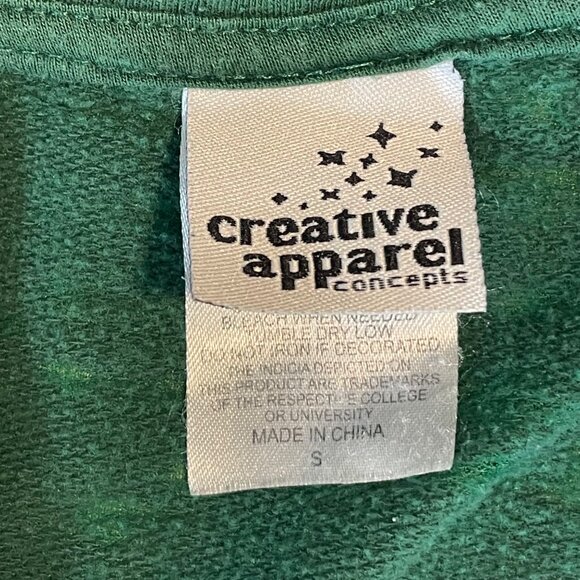 creative
apparel
concepts
BLEACH WHEN NEEDED
TUMBLE DRY LOW
DO NOT IRON IF DECORATED
THE INDICIA DEPICTED ON
THIS PRODUCT ARE TRADEMARKS
OF THE RESPECTIVE COLLEGE
OR UNIVERSITY
MADE IN CHINA
S